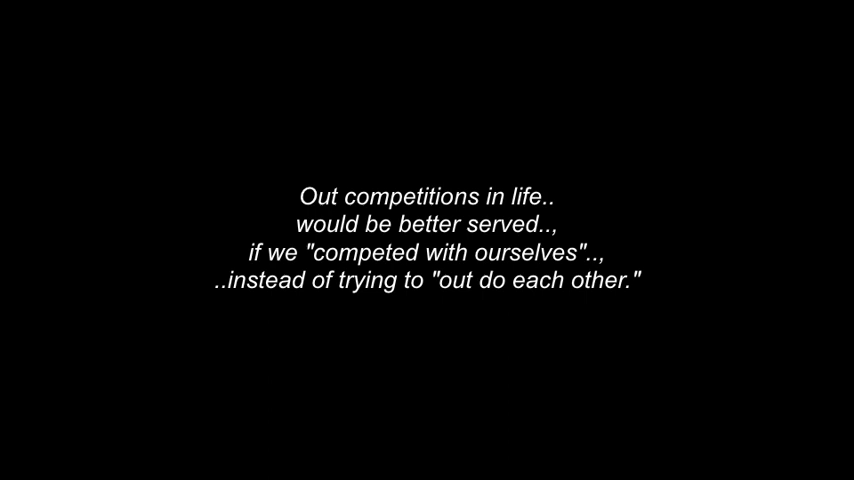 Out competitions in life..
would be better served..,
if we "competed with ourselves"..,
..instead of trying to "out do each other."